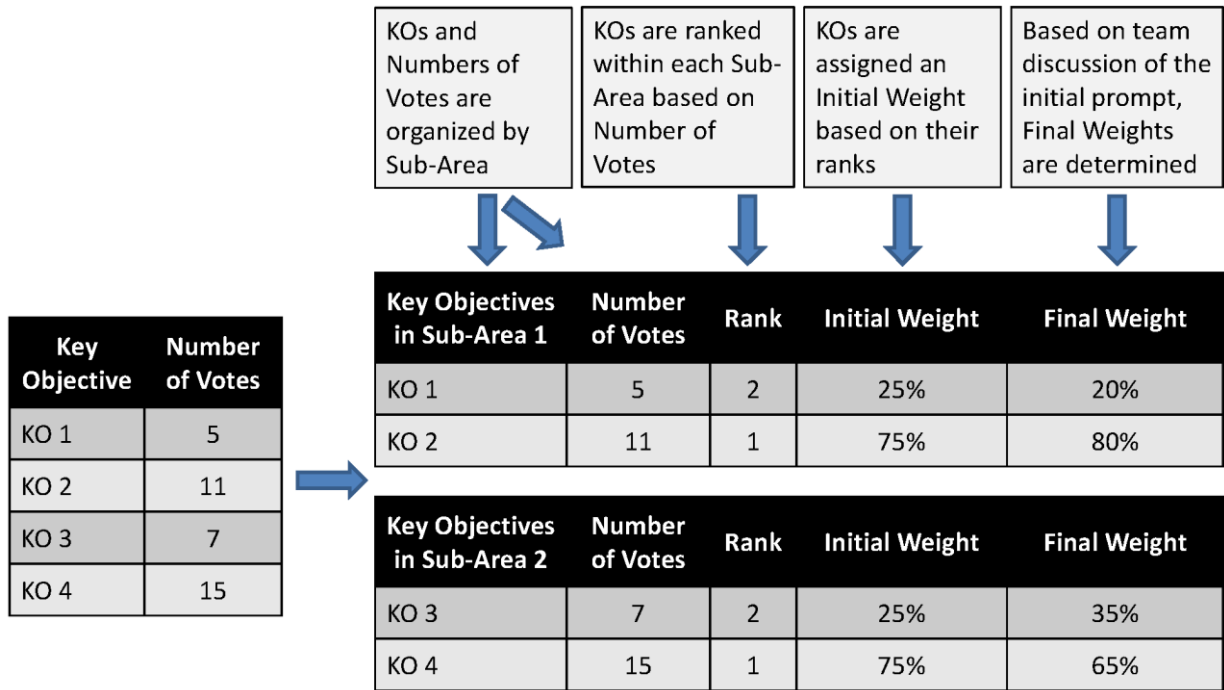 KOs and
Numbers of
Votes are
organized by
Sub-Area
KOs are ranked
within each Sub-
Area based on
Number of
Votes
KOs are
assigned an
Initial Weight
based on their
ranks
Based on team
discussion of the
initial prompt,
Final Weights
are determined
Key
Objective
Number
of Votes
KO 1 5
KO 2 11
KO 3 7
KO 4 15
Key Objectives
in Sub-Area 1
Number
of Votes
Rank
Initial Weight
Final Weight
KO 1 5 2 25% 20%
KO 2 11 1 75% 80%
Key Objectives
in Sub-Area 2
Number
of Votes
Rank
Initial Weight
Final Weight
KO 3 7 2 25% 35%
KO 4 15 1 75% 65%